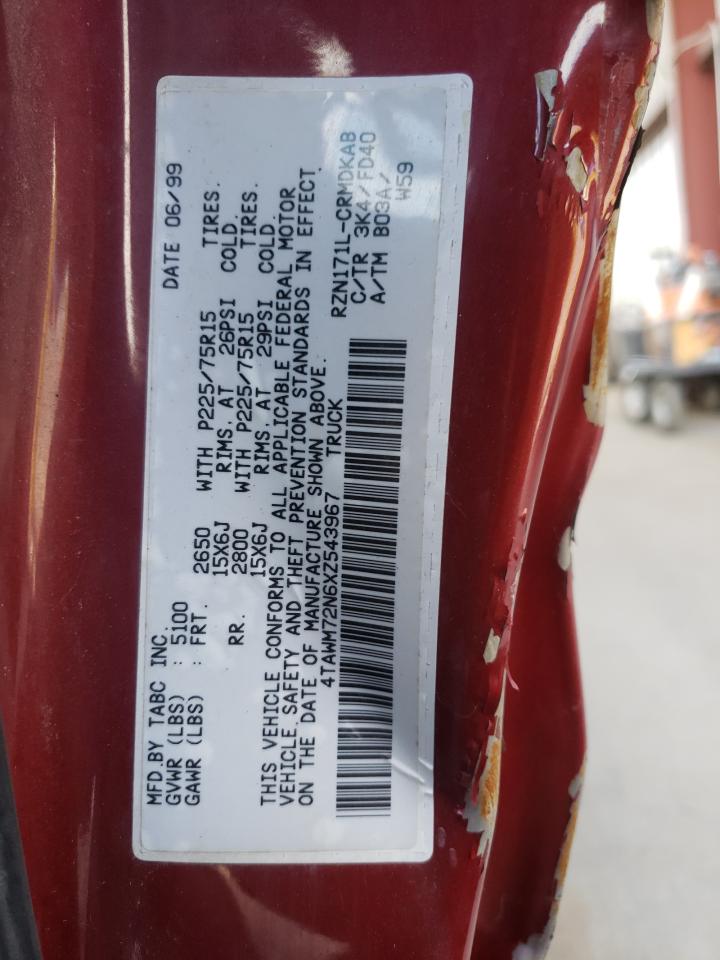 MFD.BY TABC INC. DATE 06/99
GVWR (LBS) : 5100
GAWR (LBS) : FRT. 2650 WITH P225/75R15 TIRES.
15X6J RIMS, AT 26PSI COLD.
RR. 2800 WITH P225/75R15 TIRES.
15X6J RIMS, AT 29PSI COLD.
THIS VEHICLE CONFORMS TO ALL APPLICABLE FEDERAL MOTOR
VEHICLE SAFETY AND THEFT PREVENTION STANDARDS IN EFFECT
ON THE DATE OF MANUFACTURE SHOWN ABOVE.
4TAWM72N6XZ543967 TRUCK
RZN171L-CRMDKAB
C/TR 3K4/FD40
A/TM B03A/
W59